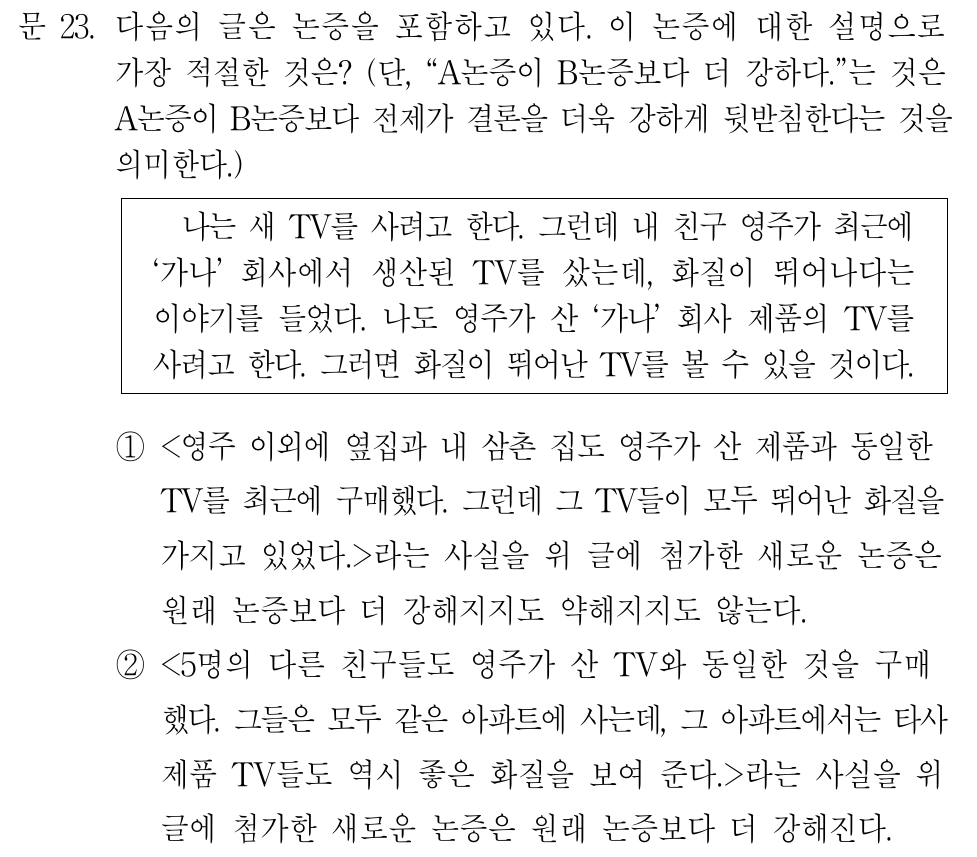 문 23. 다음의 글은 논증을 포함하고 있다. 이 논증에 대한 설명으로
가장 적절한 것은? (단, “A논증이 B논증보다 더 강하다.”는 것은
A논증이 B논증보다 전제가 결론을 더욱 강하게 뒷받침한다는 것을
의미한다.)
나는 새 TV를 사려고 한다. 그런데 내 친구 영주가 최근에
‘가나’ 회사에서 생산된 TV를 샀는데, 화질이 뛰어나다는
이야기를 들었다. 나도 영주가 산 ‘가나’ 회사 제품의 TV를
사려고 한다. 그러면 화질이 뛰어난 TV를 볼 수 있을 것이다.
① <영주 이외에 옆집과 내 삼촌 집도 영주가 산 제품과 동일한
TV를 최근에 구매했다. 그런데 그 TV들이 모두 뛰어난 화질을
가지고 있었다.>라는 사실을 위 글에 첨가한 새로운 논증은
원래 논증보다 더 강해지지도 약해지지도 않는다.
② <5명의 다른 친구들도 영주가 산 TV와 동일한 것을 구매
했다. 그들은 모두 같은 아파트에 사는데, 그 아파트에서는 타사
제품 TV들도 역시 좋은 화질을 보여 준다.>라는 사실을 위
글에 첨가한 새로운 논증은 원래 논증보다 더 강해진다.